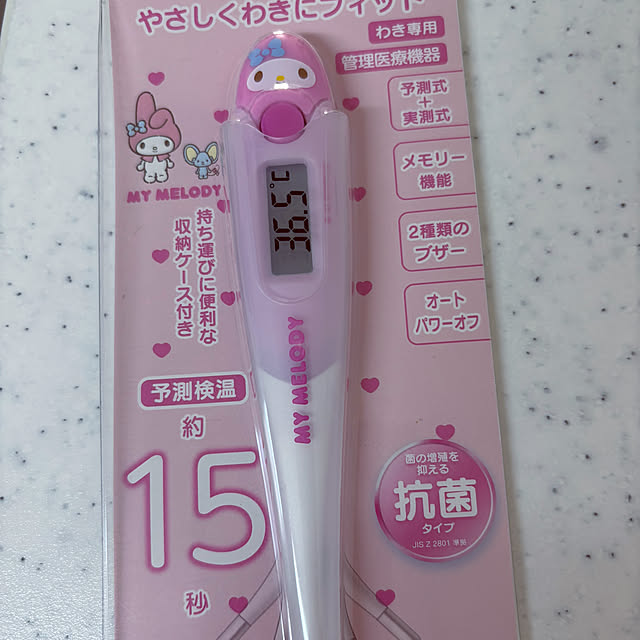 やさしくわきにフィット
わき専用
管理医療機器
予測式
+
実測式
メモリー
機能
2種類の
ブザー
オート
パワーオフ
MY MELODY
持ち運びに便利な
収納ケース付き
36.5℃
MY MELODY
予測検温
約
15
秒
菌の増殖を
抑える
抗菌
タイプ
JIS Z 2801 準拠